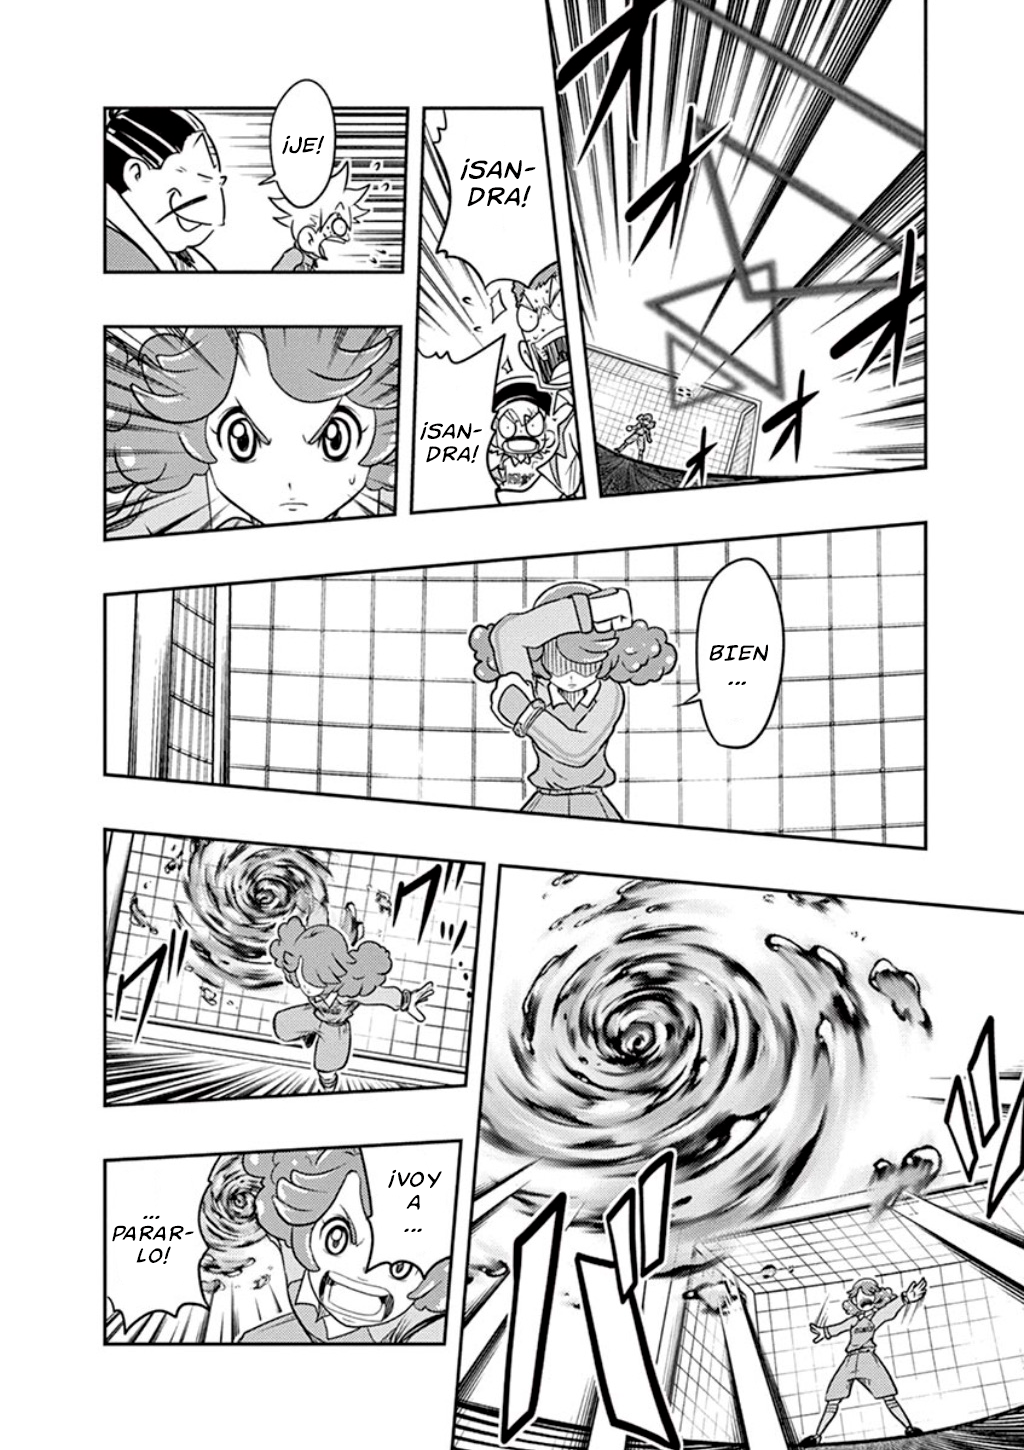 ¡SAN-
DRA!
¡SAN-
DRA!
¡JE!
BIEN
...
¡VOY
A
...
...
PARAR-
LO!